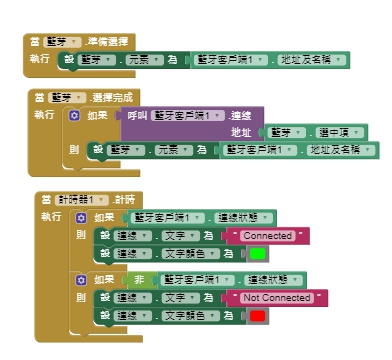 當 藍芽 .準備選擇
執行 設 藍芽 . 元素 為 藍牙客戶端1 . 地址及名稱
當 藍芽 .選擇完成
執行 如果 呼叫 藍牙客戶端1 .連線
地址 藍芽 . 選中項
則 設 藍芽 . 元素 為 藍牙客戶端1 . 地址及名稱
當 計時器1 .計時
執行 如果 藍牙客戶端1 . 連線狀態
則 設 連線 . 文字 為 " Connected "
設 連線 . 文字顏色 為
如果 非 藍牙客戶端1 . 連線狀態
則 設 連線 . 文字 為 " Not Connected "
設 連線 . 文字顏色 為